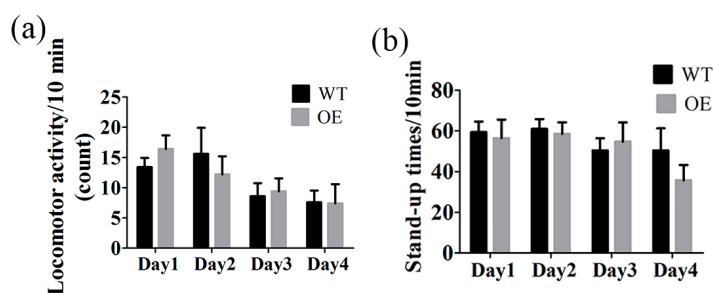 (a)
Locomotor activity/10 min
(count)
WT
OE
25
20
15
10
5
0
Day1 Day2 Day3 Day4
(b)
Stand-up times/10min
WT
OE
80
60
40
20
0
Day1 Day2 Day3 Day4